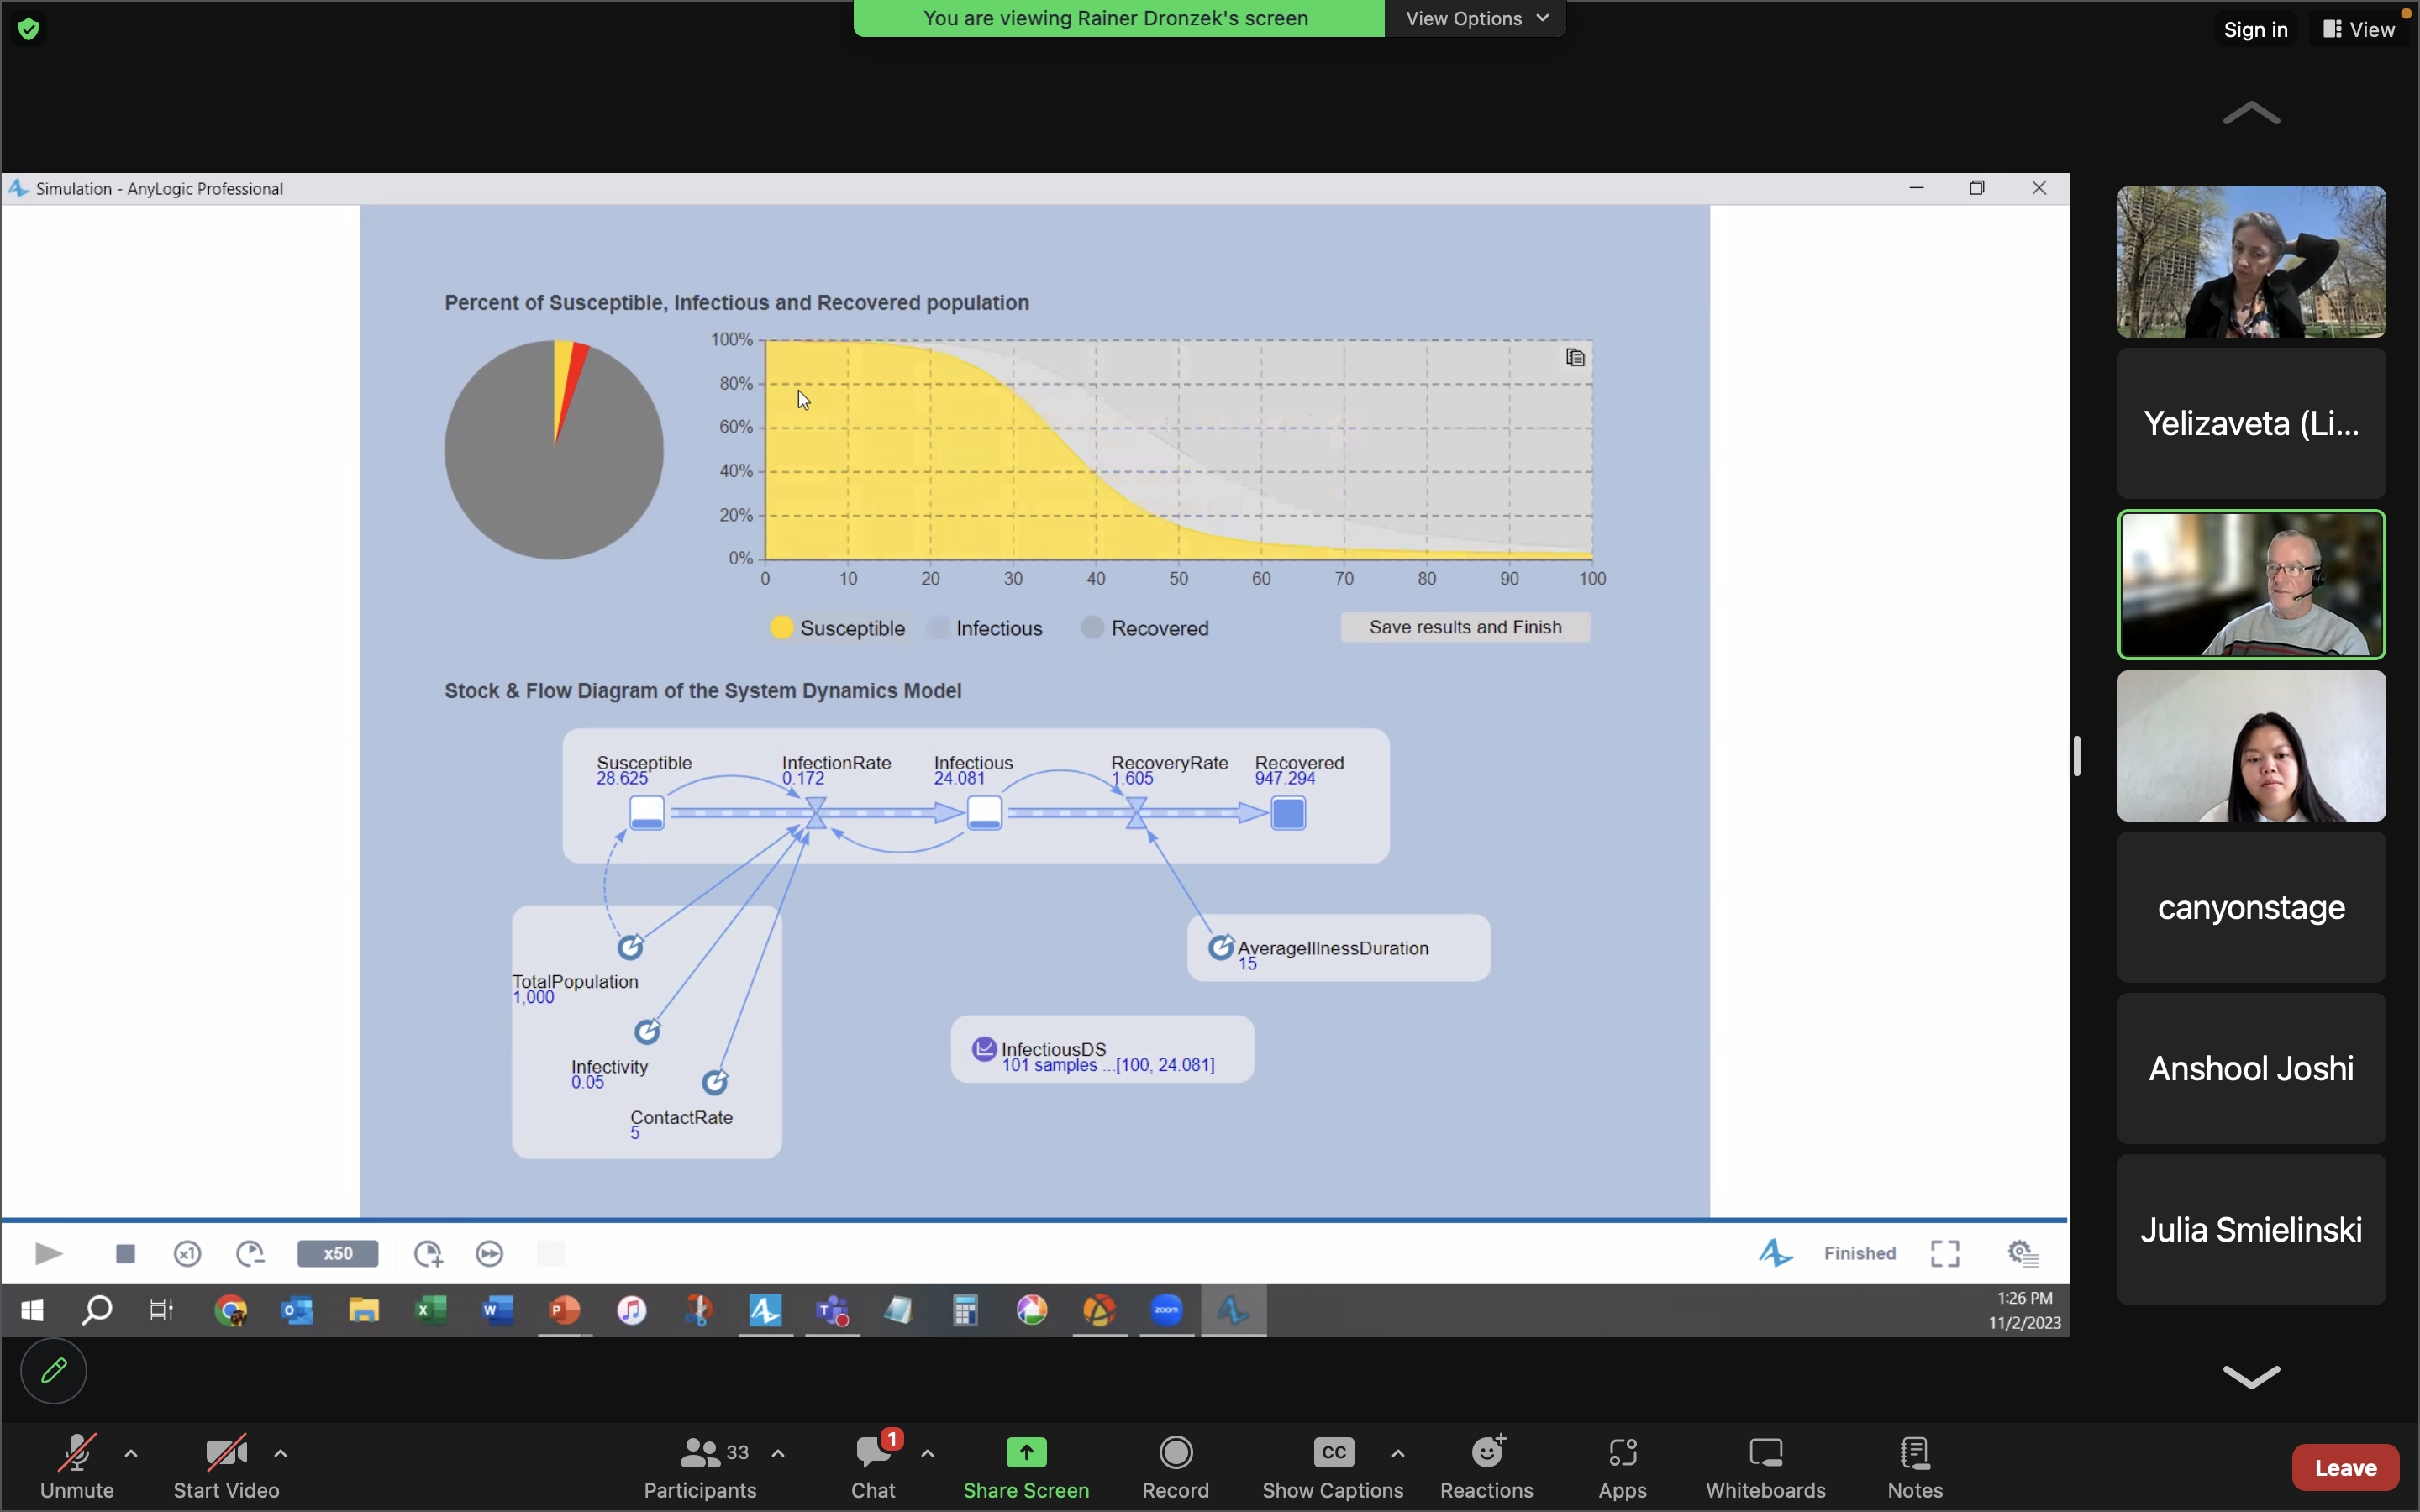 You are viewing Rainer Dronzek's screen
View Options
Sign in
View
Simulation - AnyLogic Professional
Percent of Susceptible, Infectious and Recovered population
100%
80%
60%
40%
20%
0%
0 10 20 30 40 50 60 70 80 90 100
Susceptible Infectious Recovered
Save results and Finish
Stock & Flow Diagram of the System Dynamics Model
Susceptible InfectionRate Infectious RecoveryRate Recovered
28.625 0.172 24.081 1.605 947.294
AverageIllnessDuration
15
TotalPopulation
1,000
InfectiousDS
101 samples ...[100, 24.081]
Infectivity
0.05
ContactRate
5
x1
x50
Finished
zoom
1:26 PM
11/2/2023
Yelizaveta (Li...
canyonstage
Anshool Joshi
Julia Smielinski
33
1
CC
Unmute
Start Video
Participants
Chat
Share Screen
Record
Show Captions
Reactions
Apps
Whiteboards
Notes
Leave